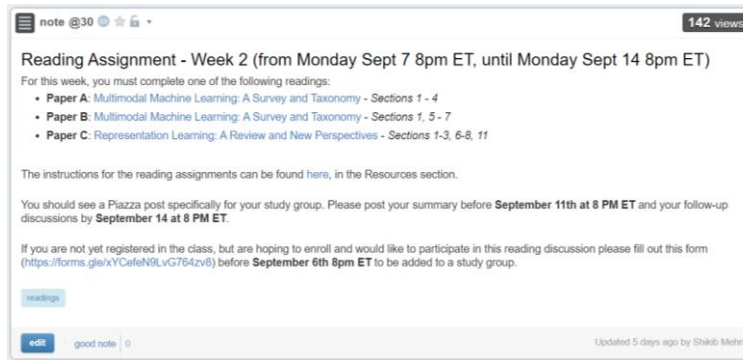 note @30
142 views
Reading Assignment - Week 2 (from Monday Sept 7 8pm ET, until Monday Sept 14 8pm ET)
For this week, you must complete one of the following readings:
• Paper A: Multimodal Machine Learning: A Survey and Taxonomy - Sections 1 - 4
• Paper B: Multimodal Machine Learning: A Survey and Taxonomy - Sections 1, 5 - 7
• Paper C: Representation Learning: A Review and New Perspectives - Sections 1-3, 6-8, 11
The instructions for the reading assignments can be found here, in the Resources section.
You should see a Piazza post specifically for your study group. Please post your summary before September 11th at 8 PM ET and your follow-up
discussions by September 14 at 8 PM ET.
If you are not yet registered in the class, but are hoping to enroll and would like to participate in this reading discussion please fill out this form
(https://forms.gle/xYCefeN9LvG764zv8) before September 6th 8pm ET to be added to a study group.
readings
edit
good note 0
Updated 5 days ago by Shikib Mehri